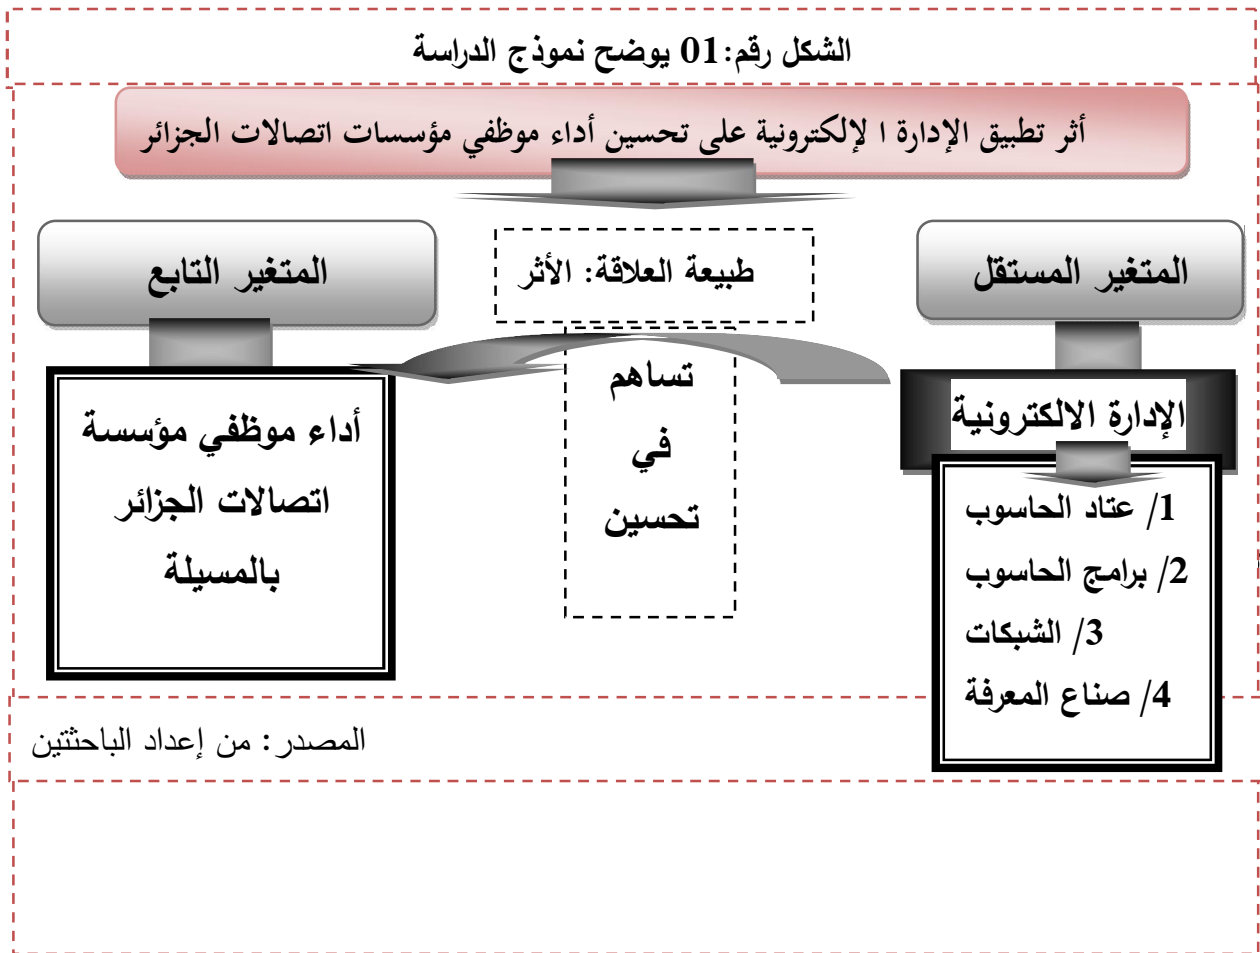 الشكل رقم:01 يوضح نموذج الدراسة
أثر تطبيق الإدارة ا لإلكترونية على تحسين أداء موظفي مؤسسات اتصالات الجزائر
المتغير المستقل
طبيعة العلاقة: الأثر
المتغير التابع
الإدارة الالكترونية
1/ عتاد الحاسوب
2/ برامج الحاسوب
3/ الشبكات
4/ صناع المعرفة
تساهم
في
تحسين
أداء موظفي مؤسسة
اتصالات الجزائر
بالمسيلة
المصدر: من إعداد الباحثتين